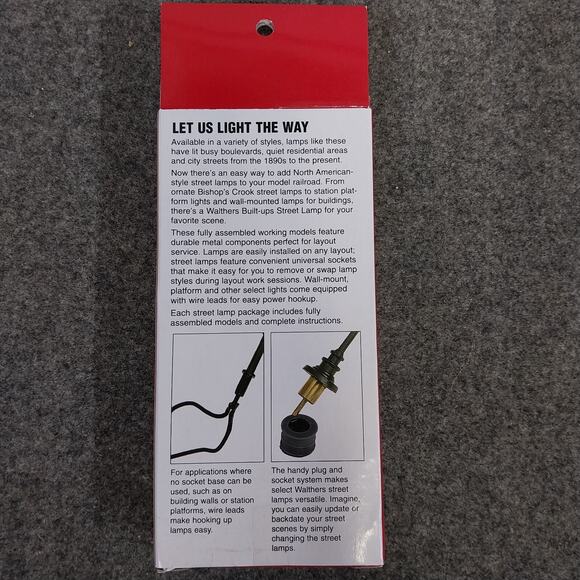 LET US LIGHT THE WAY
Available in a variety of styles, lamps like these
have lit busy boulevards, quiet residential areas
and city streets from the 1890s to the present.
Now there's an easy way to add North American-
style street lamps to your model railroad. From
ornate Bishop's Crook street lamps to station plat-
form lights and wall-mounted lamps for buildings,
there's a Walthers Built-ups Street Lamp for your
favorite scene.
These fully assembled working models feature
durable metal components perfect for layout
service. Lamps are easily installed on any layout;
street lamps feature convenient universal sockets
that make it easy for you to remove or swap lamp
styles during layout work sessions. Wall-mount,
platform and other select lights come equipped
with wire leads for easy power hookup.
Each street lamp package includes fully
assembled models and complete instructions.
For applications where
no socket base can be
used, such as on
building walls or station
platforms, wire leads
make hooking up
lamps easy.
The handy plug and
socket system makes
select Walthers street
lamps versatile. Imagine,
you can easily update or
backdate your street
scenes by simply
changing the street
lamps.